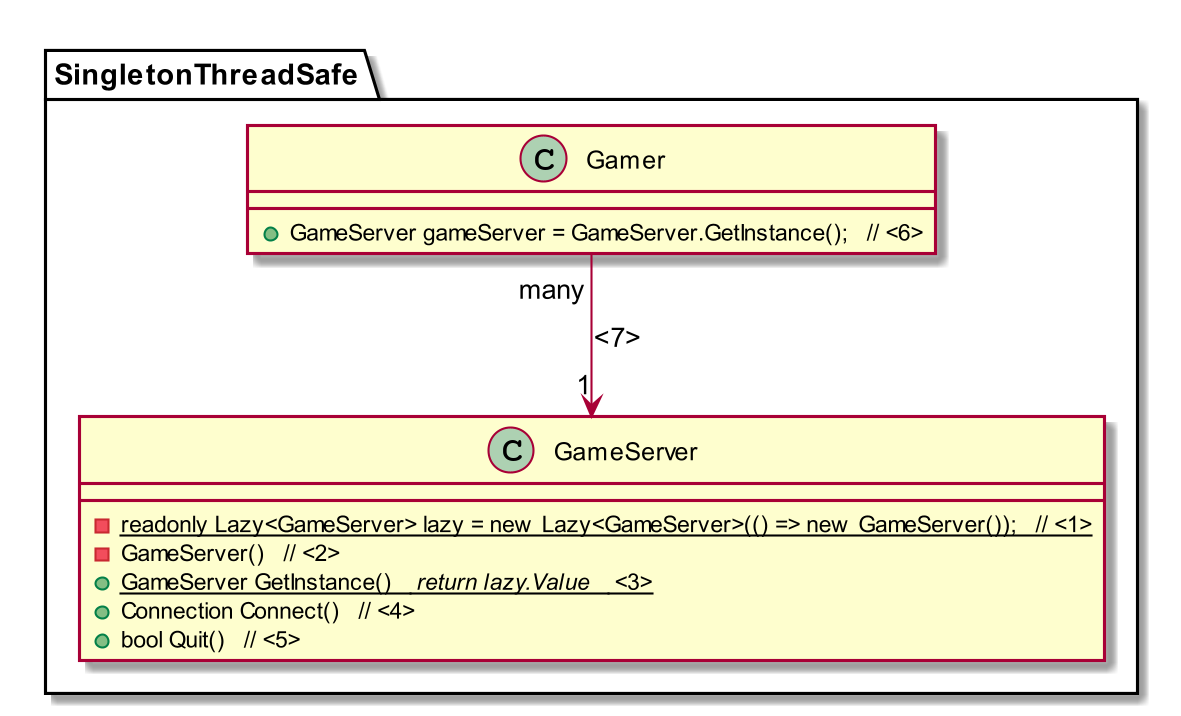 SingletonThreadSafe
C Gamer
GameServer gameServer = GameServer.GetInstance(); // <6>
many
<7>
1
C GameServer
readonly Lazy<GameServer> lazy = new Lazy<GameServer>(() => new GameServer()); // <1>
GameServer() // <2>
GameServer GetInstance() return lazy.Value <3>
Connection Connect() // <4>
bool Quit() // <5>